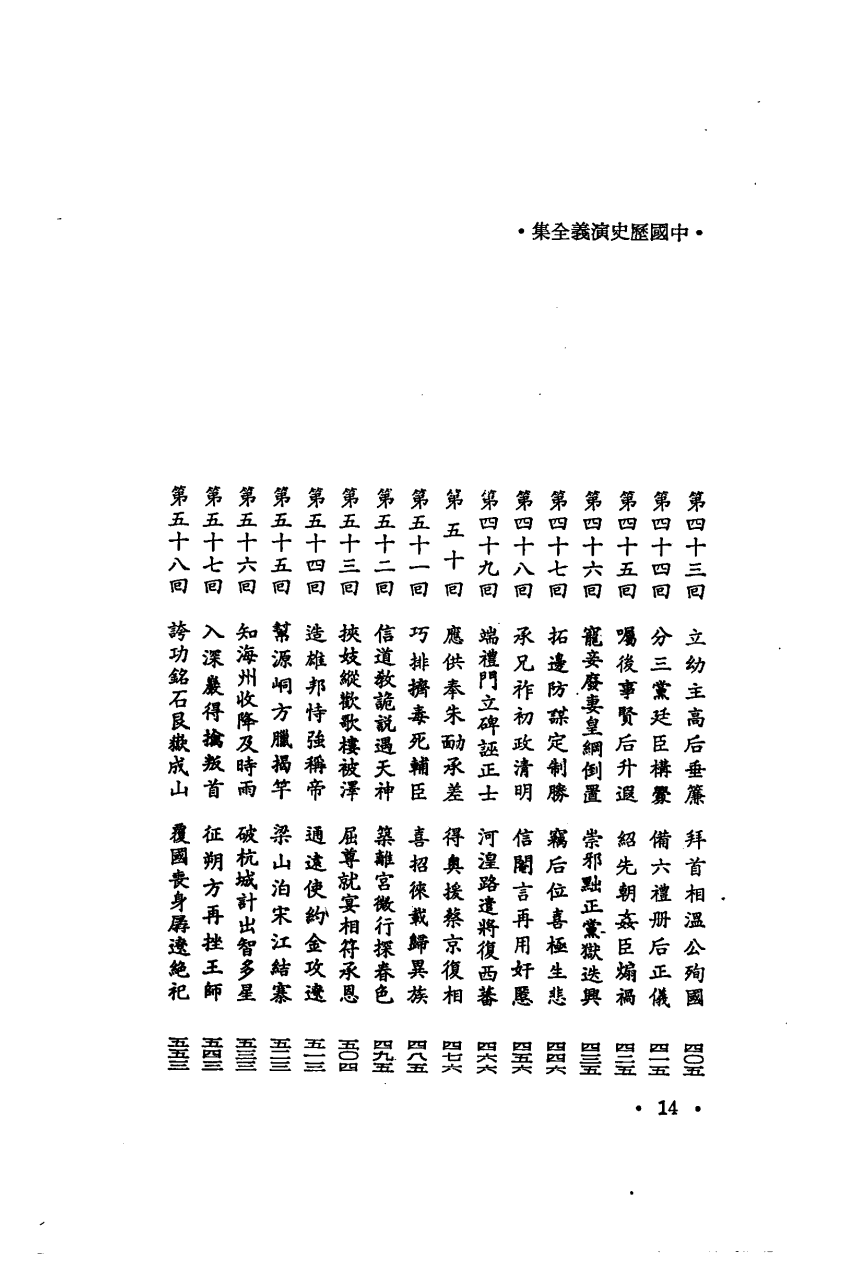 •中國歷史演義全集•
第四十三回 立幼主高后垂簾 拜首相溫公殉國 四〇五
第四十四回 分三黨廷臣構釁 備六禮册后正儀 四一五
第四十五回 囑後事賢后升遐 紹先朝姦臣煽禍 四二五
第四十六回 寵妾廢妻皇綱倒置 崇邪黜正黨獄迭興 四三五
第四十七回 拓邊防謀定制勝 竊后位喜極生悲 四四六
第四十八回 承兄祚初政清明 信閹言再用奸慝 四五六
第四十九回 端禮門立碑誣正士 河湟路遣將復西蕃 四六六
第五十回 應供奉朱勔承差 得奧援蔡京復相 四七六
第五十一回 巧排擠毒死輔臣 喜招徠載歸異族 四八五
第五十二回 信道教詭說遇天神 築離宮微行探春色 四九五
第五十三回 挾妓縱歡歌樓被澤 屈尊就宴相符承恩 五〇四
第五十四回 造雄邦恃強稱帝 通遠使約金攻遼 五一三
第五十五回 幫源峒方臘揭竿 梁山泊宋江結寨 五二三
第五十六回 知海州收降及時雨 破杭城計出智多星 五三三
第五十七回 入深巖得擒叛首 征朔方再挫王師 五四三
第五十八回 誇功銘石艮嶽成山 覆國喪身孱遼絕祀 五五三
•14•